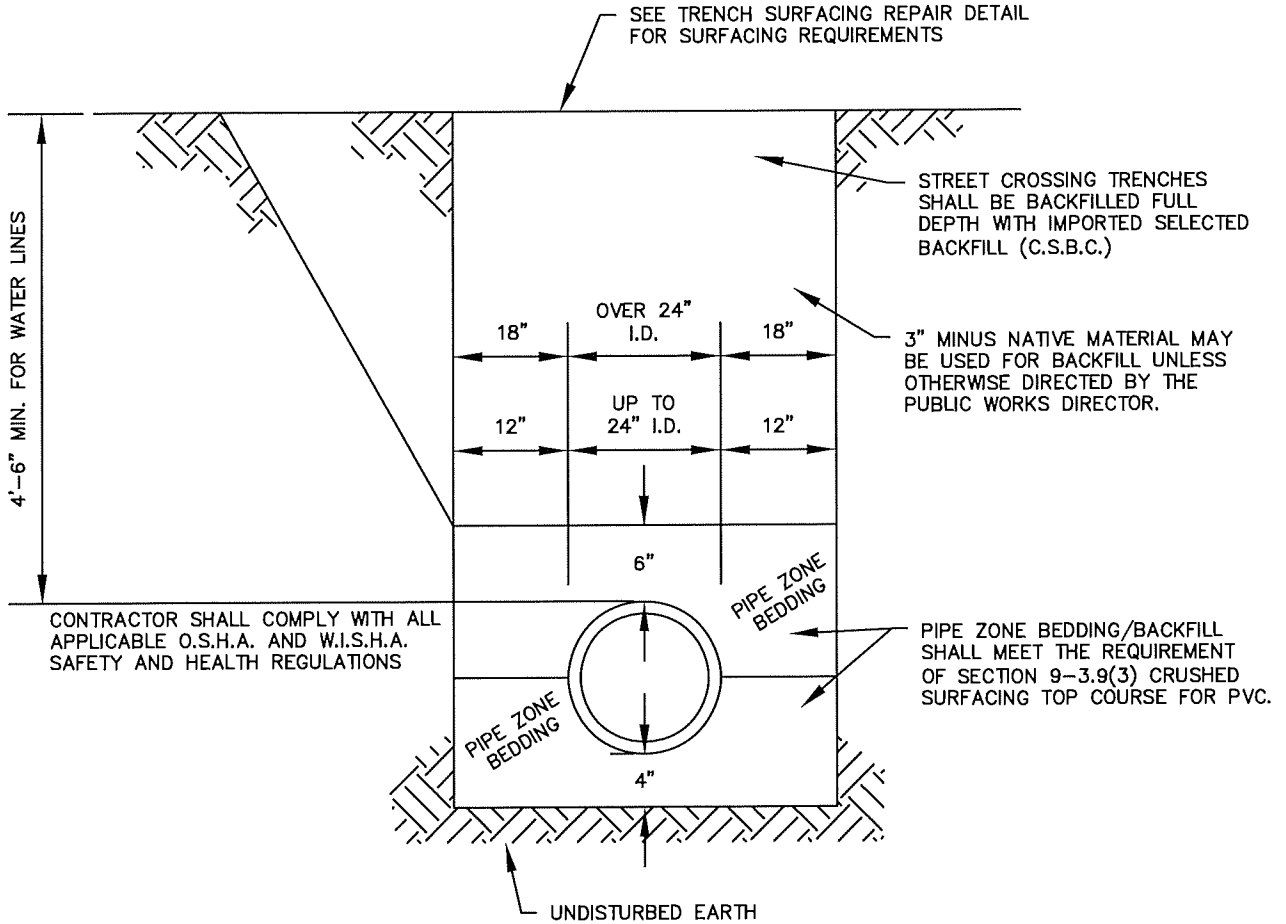 SEE TRENCH SURFACING REPAIR DETAIL
FOR SURFACING REQUIREMENTS
STREET CROSSING TRENCHES
SHALL BE BACKFILLED FULL
DEPTH WITH IMPORTED SELECTED
BACKFILL (C.S.B.C.)
4'-6" MIN. FOR WATER LINES
OVER 24"
I.D.
18"
18"
3" MINUS NATIVE MATERIAL MAY
BE USED FOR BACKFILL UNLESS
OTHERWISE DIRECTED BY THE
PUBLIC WORKS DIRECTOR.
UP TO
24" I.D.
12"
12"
6"
PIPE ZONE
BEDDING
CONTRACTOR SHALL COMPLY WITH ALL
APPLICABLE O.S.H.A. AND W.I.S.H.A.
SAFETY AND HEALTH REGULATIONS
PIPE ZONE BEDDING/BACKFILL
SHALL MEET THE REQUIREMENT
OF SECTION 9-3.9(3) CRUSHED
SURFACING TOP COURSE FOR PVC.
PIPE ZONE
BEDDING
4"
UNDISTURBED EARTH